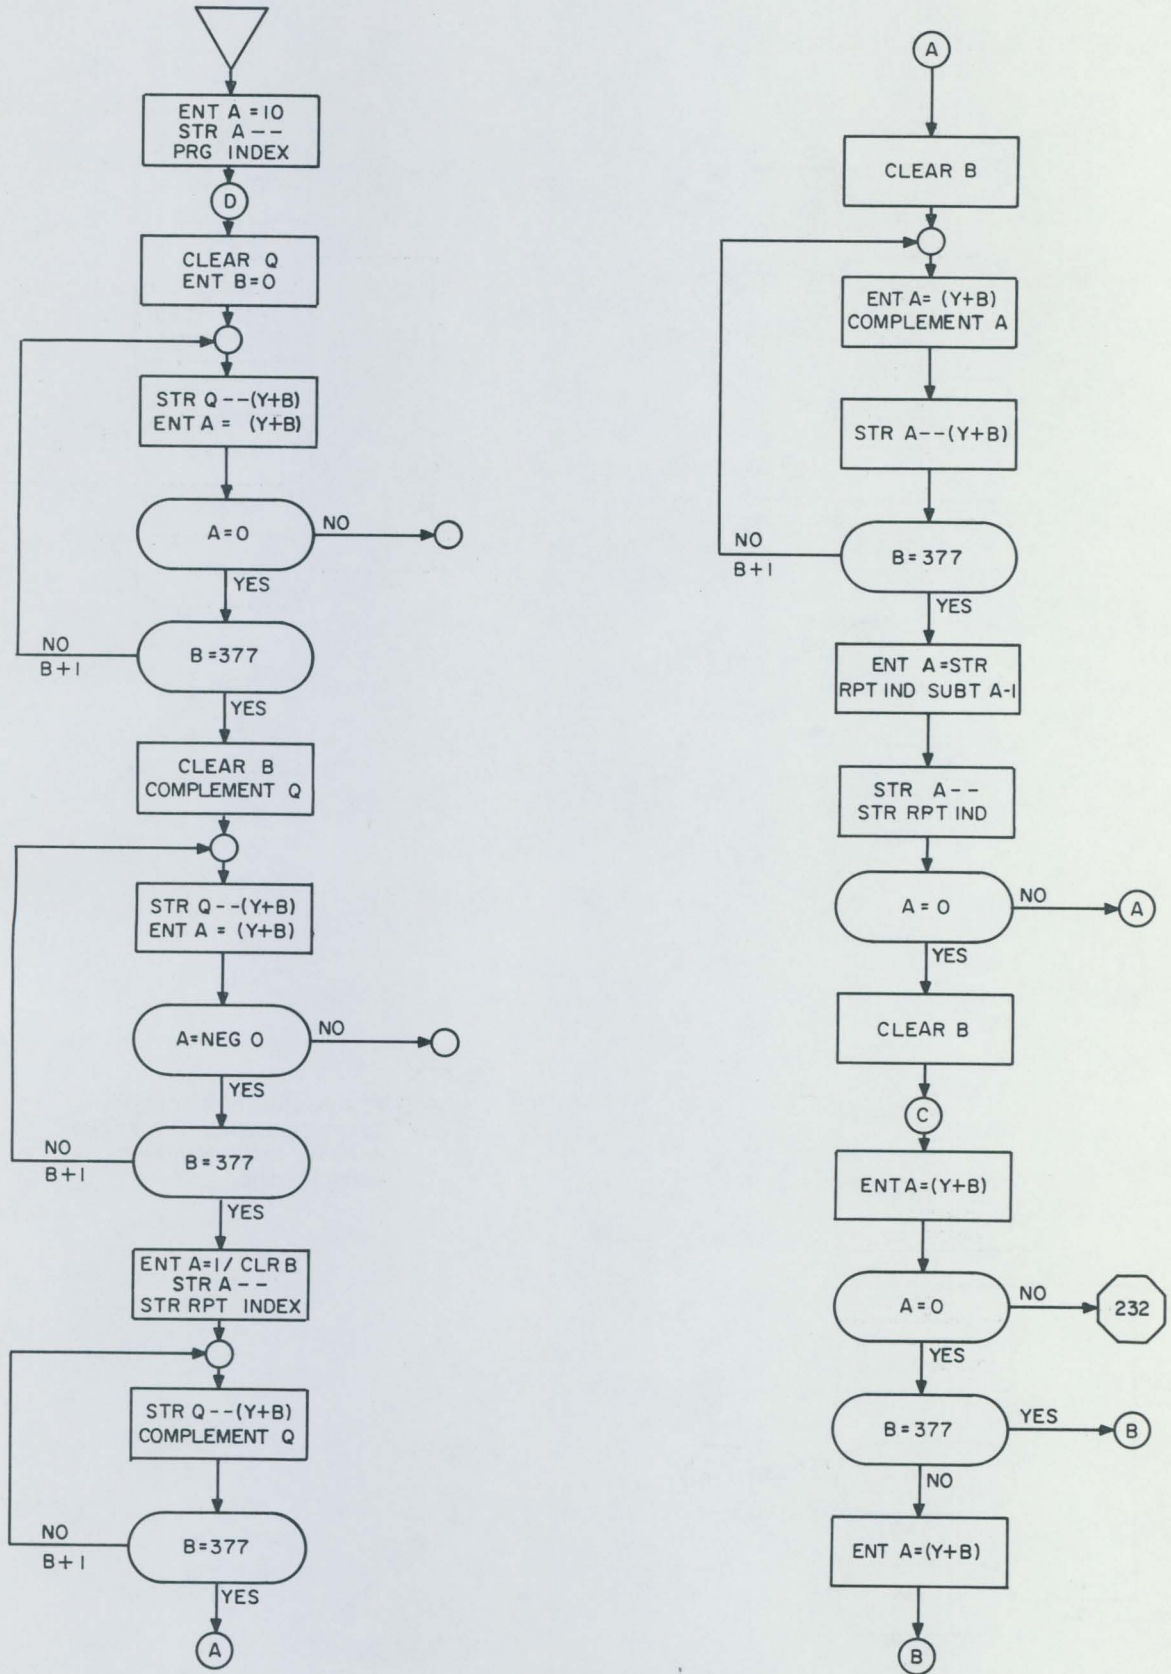 ENT A=10
STR A--
PRG INDEX
D
CLEAR Q
ENT B=0
STR Q--(Y+B)
ENT A= (Y+B)
A=0
NO
YES
B=377
NO
B+1
YES
CLEAR B
COMPLEMENT Q
STR Q--(Y+B)
ENT A = (Y+B)
A=NEG 0
NO
YES
B=377
NO
B+1
YES
ENT A=1/ CLR B
STR A--
STR RPT INDEX
STR Q--(Y+B)
COMPLEMENT Q
B=377
NO
B+1
YES
A
A
CLEAR B
ENT A= (Y+B)
COMPLEMENT A
STR A--(Y+B)
B=377
NO
B+1
YES
ENT A=STR
RPT IND SUBT A-1
STR A--
STR RPT IND
A=0
NO
A
YES
CLEAR B
C
ENT A=(Y+B)
A=0
NO
232
YES
B=377
YES
B
NO
ENT A=(Y+B)
B